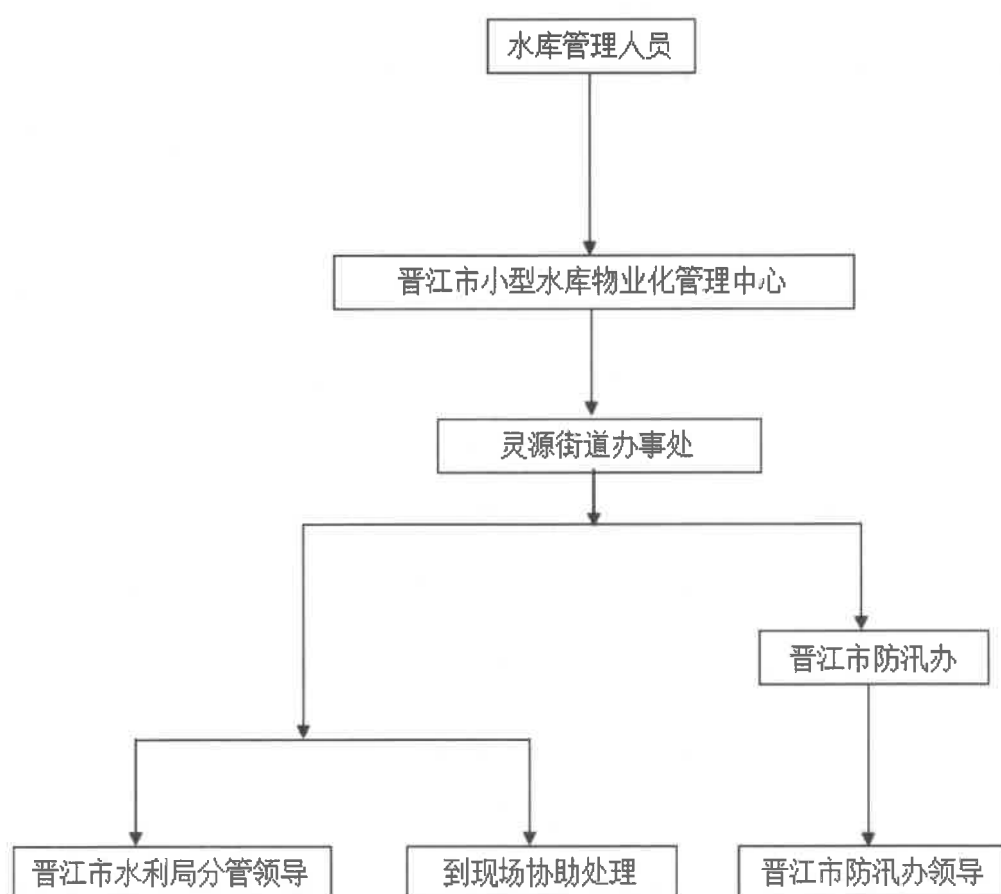 水库管理人员
晋江市小型水库物业化管理中心
灵源街道办事处
晋江市防汛办
晋江市水利局分管领导
到现场协助处理
晋江市防汛办领导